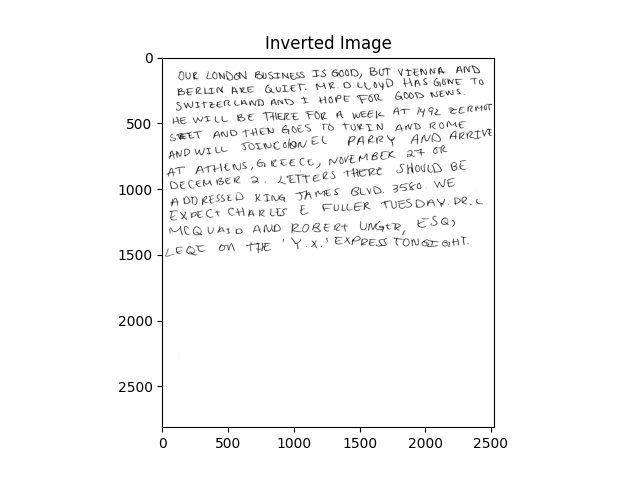 Inverted Image
OUR LONDON BUSINESS IS GOOD, BUT VIENNA AND
BERLIN ARE QUIET. MR. D. LLOYD HAS GONE TO
SWITZERLAND AND I HOPE FOR GOOD NEWS.
HE WILL BE THERE FOR A WEEK AT 1492 ZERMOT
STREET AND THEN GOES TO TURIN AND ROME
AND WILL JOIN COLONEL PARRY AND ARRIVE
AT ATHENS, GREECE, NOVEMBER 27 OR
DECEMBER 2. LETTERS THERE SHOULD BE
ADDRESSED KING JAMES BLVD. 3580. WE
EXPECT CHARLES E FULLER TUESDAY. DR. L
MCQUAID AND ROBERT UNGER, ESQ,
LEFT ON THE 'Y.X.' EXPRESS TONIGHT.
0
500
1000
1500
2000
2500
0 500 1000 1500 2000 2500